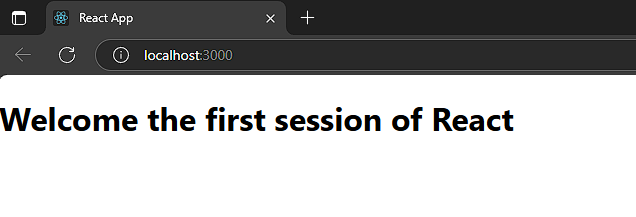 React App
localhost:3000
Welcome the first session of React